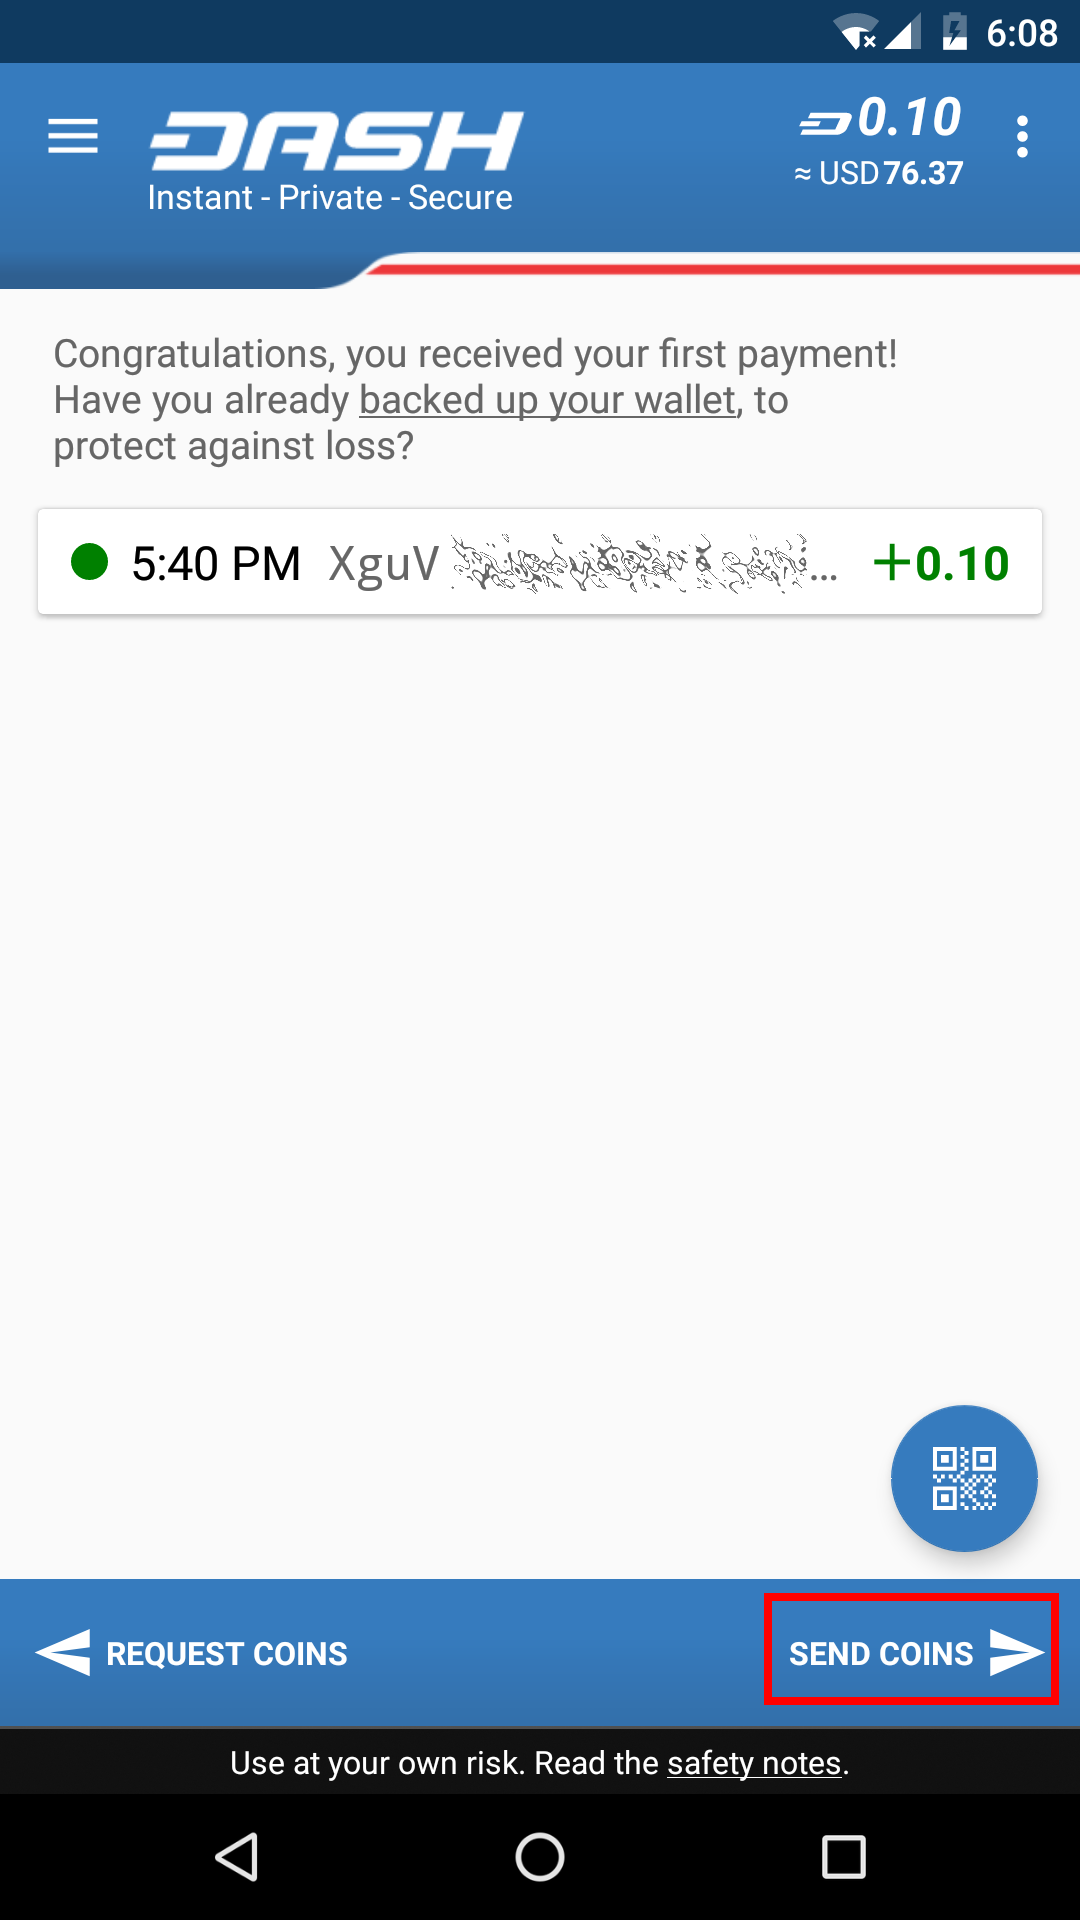 6:08
DASH
Instant - Private - Secure
0.10
≈ USD 76.37
Congratulations, you received your first payment!
Have you already backed up your wallet, to
protect against loss?
5:40 PM XguV … +0.10
REQUEST COINS
SEND COINS
Use at your own risk. Read the safety notes.